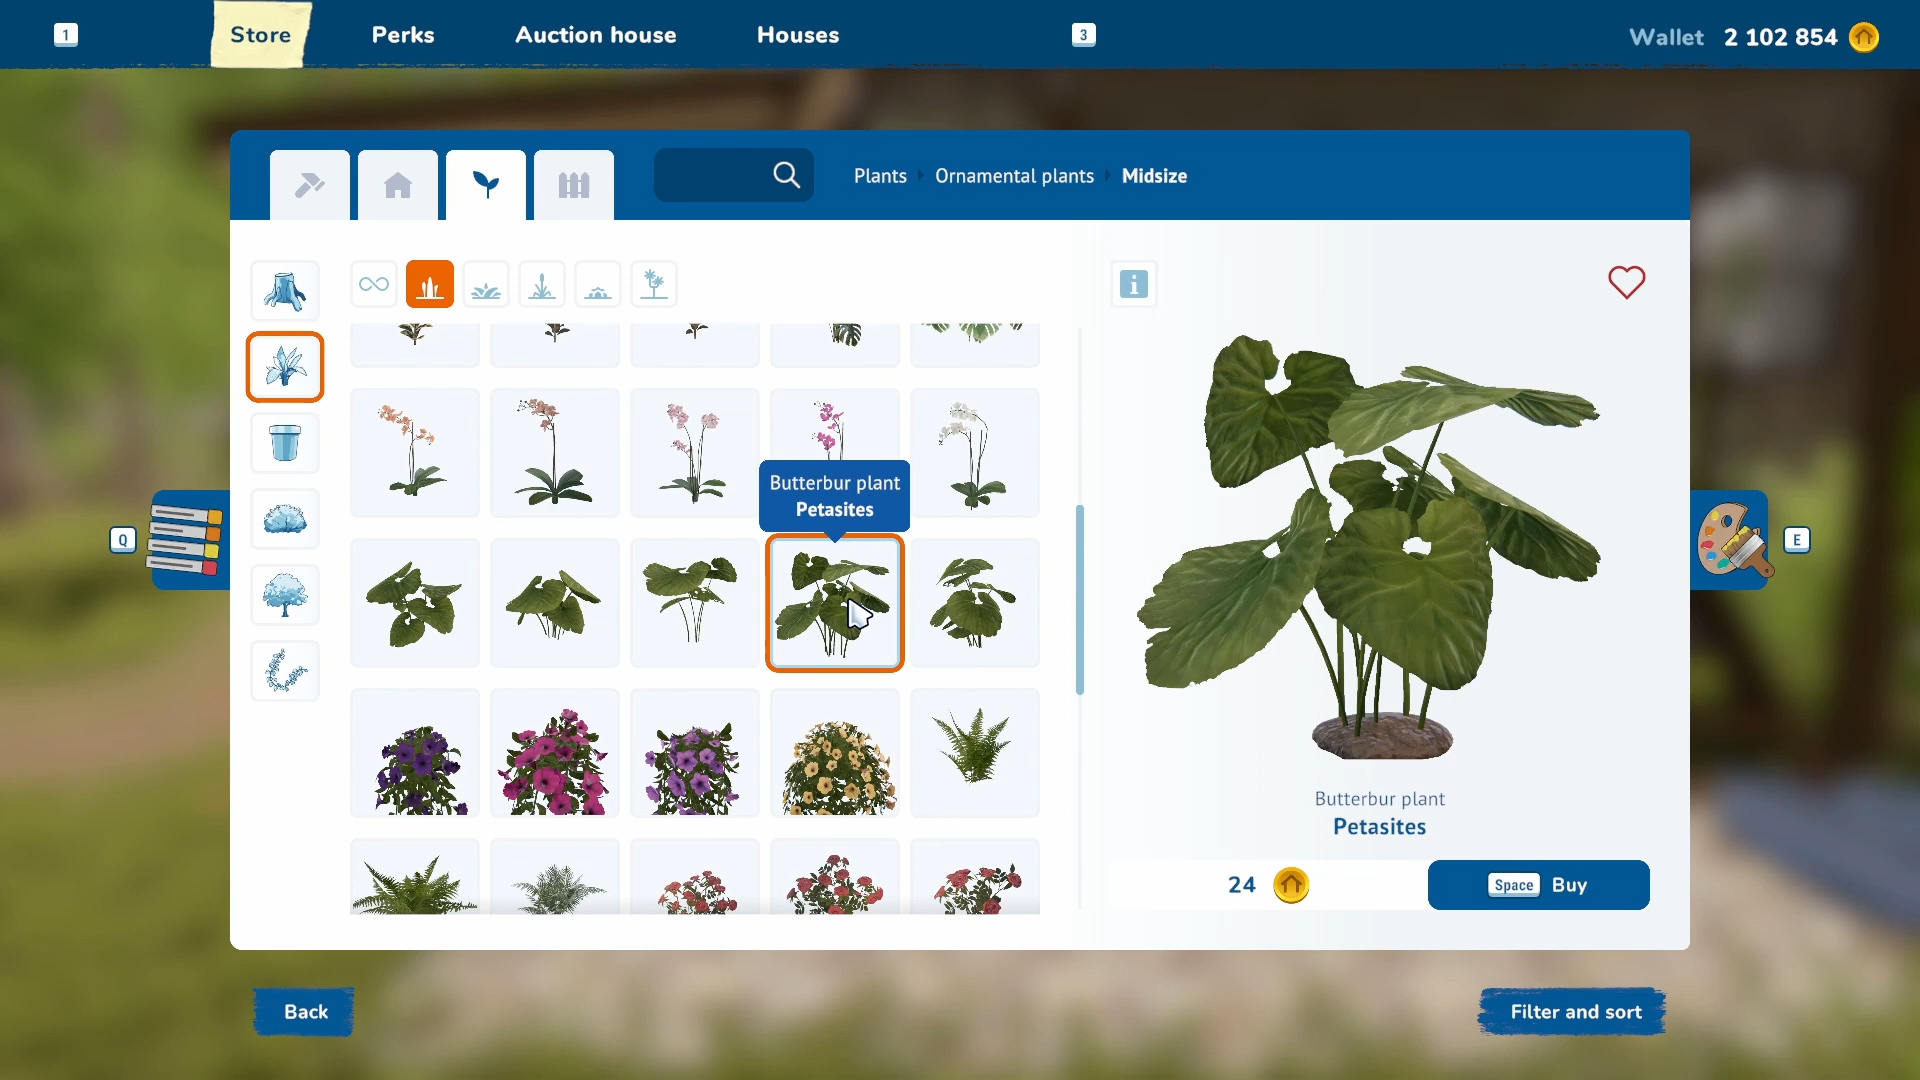 1
Store
Perks
Auction house
Houses
3
Wallet 2 102 854
Plants
Ornamental plants
Midsize
i
Butterbur plant
Petasites
Q
E
Butterbur plant
Petasites
24
Space Buy
Back
Filter and sort